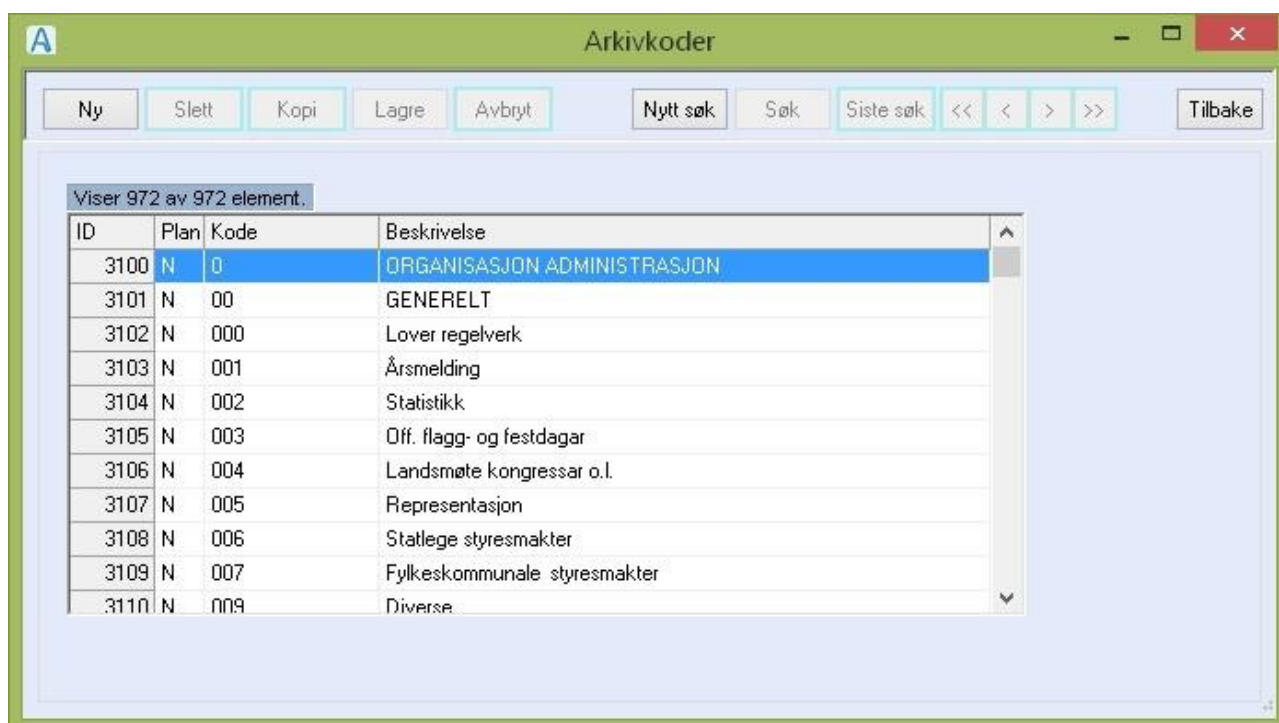 Arkivkoder
Ny Slett Kopi Lagre Avbryt Nytt søk Søk Siste søk << < > >> Tilbake
Viser 972 av 972 element.
ID Plan Kode Beskrivelse
3100 N 0 ORGANISASJON ADMINISTRASJON
3101 N 00 GENERELT
3102 N 000 Lover regelverk
3103 N 001 Årsmelding
3104 N 002 Statistikk
3105 N 003 Off. flagg- og festdagar
3106 N 004 Landsmøte kongressar o.l.
3107 N 005 Representasjon
3108 N 006 Statlege styresmakter
3109 N 007 Fylkeskommunale styresmakter
3110 N 009 Diverse